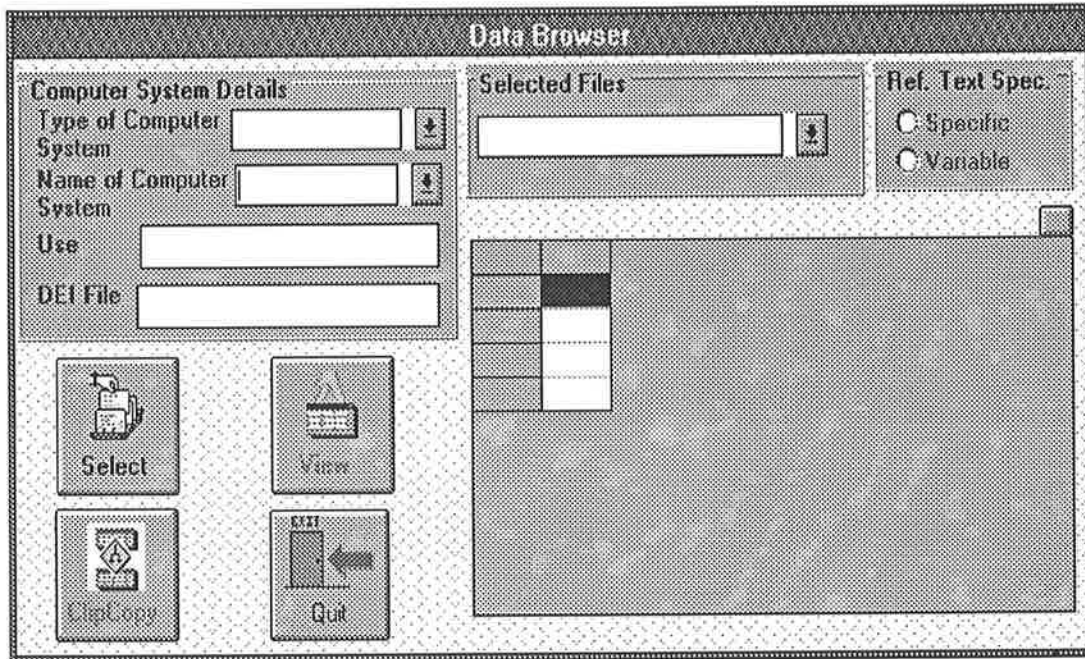 Data Browser
Computer System Details
Type of Computer
System
Name of Computer
System
Use
DEI File
Selected Files
Ref. Text Spec.
Specific
Variable
Select
View
ClipCopy
EXIT
Quit